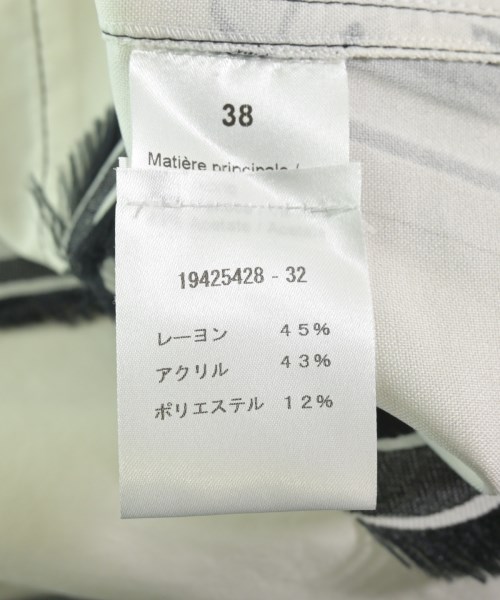 38
Matière principale /
19425428 - 32
レーヨン 45%
アクリル 43%
ポリエステル 12%